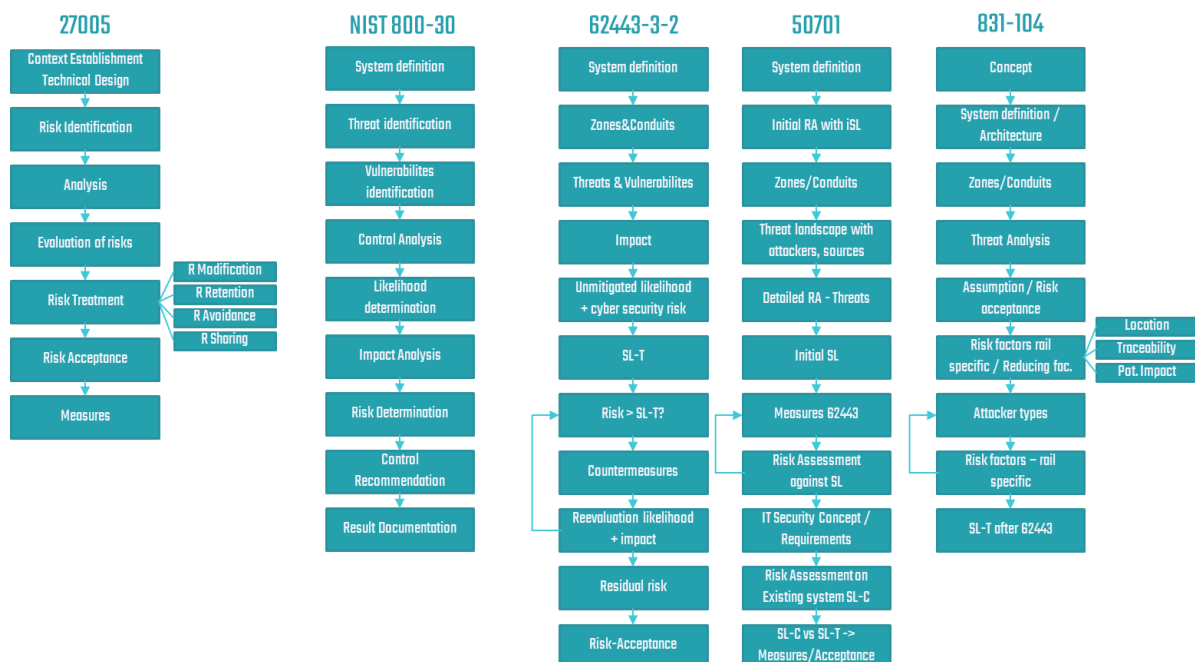 27005
Context Establishment
Technical Design
Risk Identification
Analysis
Evaluation of risks
Risk Treatment
R Modification
R Retention
R Avoidance
R Sharing
Risk Acceptance
Measures
NIST 800-30
System definition
Threat identification
Vulnerabilites
identification
Control Analysis
Likelihood
determination
Impact Analysis
Risk Determination
Control
Recommendation
Result Documentation
62443-3-2
System definition
Zones&Conduits
Threats & Vulnerabilites
Impact
Unmitigated likelihood
+ cyber security risk
SL-T
Risk > SL-T?
Countermeasures
Reevaluation likelihood
+ impact
Residual risk
Risk-Acceptance
50701
System definition
Initial RA with iSL
Zones/Conduits
Threat landscape with
attackers, sources
Detailed RA - Threats
Initial SL
Measures 62443
Risk Assessment
against SL
IT Security Concept /
Requirements
Risk Assessment on
Existing system SL-C
SL-C vs SL-T ->
Measures/Acceptance
831-104
Concept
System definition /
Architecture
Zones/Conduits
Threat Analysis
Assumption / Risk
acceptance
Risk factors rail
specific / Reducing fac.
Location
Traceability
Pot. Impact
Attacker types
Risk factors – rail
specific
SL-T after 62443